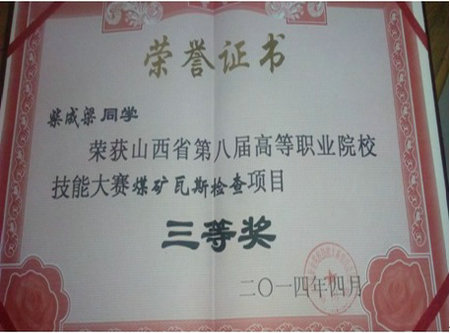 荣誉证书
柴成梁同学
荣获山西省第八届高等职业院校
技能大赛煤矿瓦斯检查项目
三等奖
二〇一四年四月